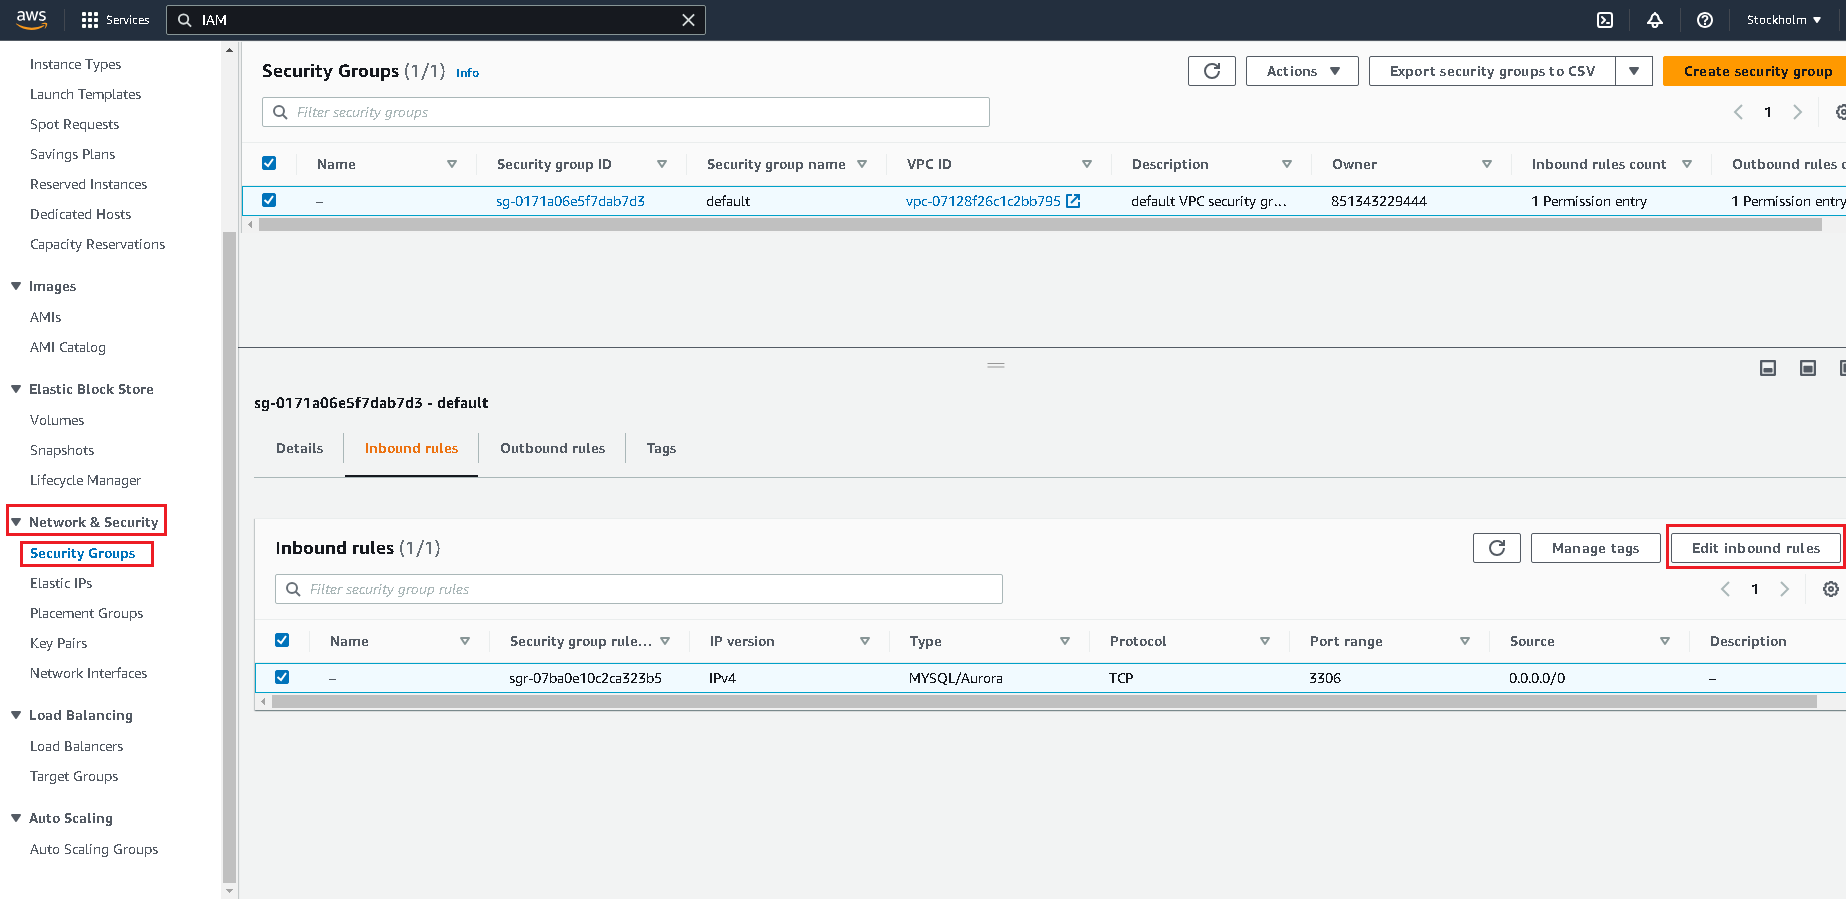 aws Services IAM Stockholm
Instance Types
Launch Templates
Spot Requests
Savings Plans
Reserved Instances
Dedicated Hosts
Capacity Reservations
Images
AMIs
AMI Catalog
Elastic Block Store
Volumes
Snapshots
Lifecycle Manager
Network & Security
Security Groups
Elastic IPs
Placement Groups
Key Pairs
Network Interfaces
Load Balancing
Load Balancers
Target Groups
Auto Scaling
Auto Scaling Groups
Security Groups (1/1) Info Actions Export security groups to CSV Create security group
Filter security groups 1
Name Security group ID Security group name VPC ID Description Owner Inbound rules count Outbound rules c
– sg-0171a06e5f7dab7d3 default vpc-07128f26c1c2bb795 default VPC security gr... 851343229444 1 Permission entry 1 Permission entry
sg-0171a06e5f7dab7d3 - default
Details Inbound rules Outbound rules Tags
Inbound rules (1/1) Manage tags Edit inbound rules
Filter security group rules 1
Name Security group rule... IP version Type Protocol Port range Source Description
– sgr-07ba0e10c2ca323b5 IPv4 MYSQL/Aurora TCP 3306 0.0.0.0/0 –